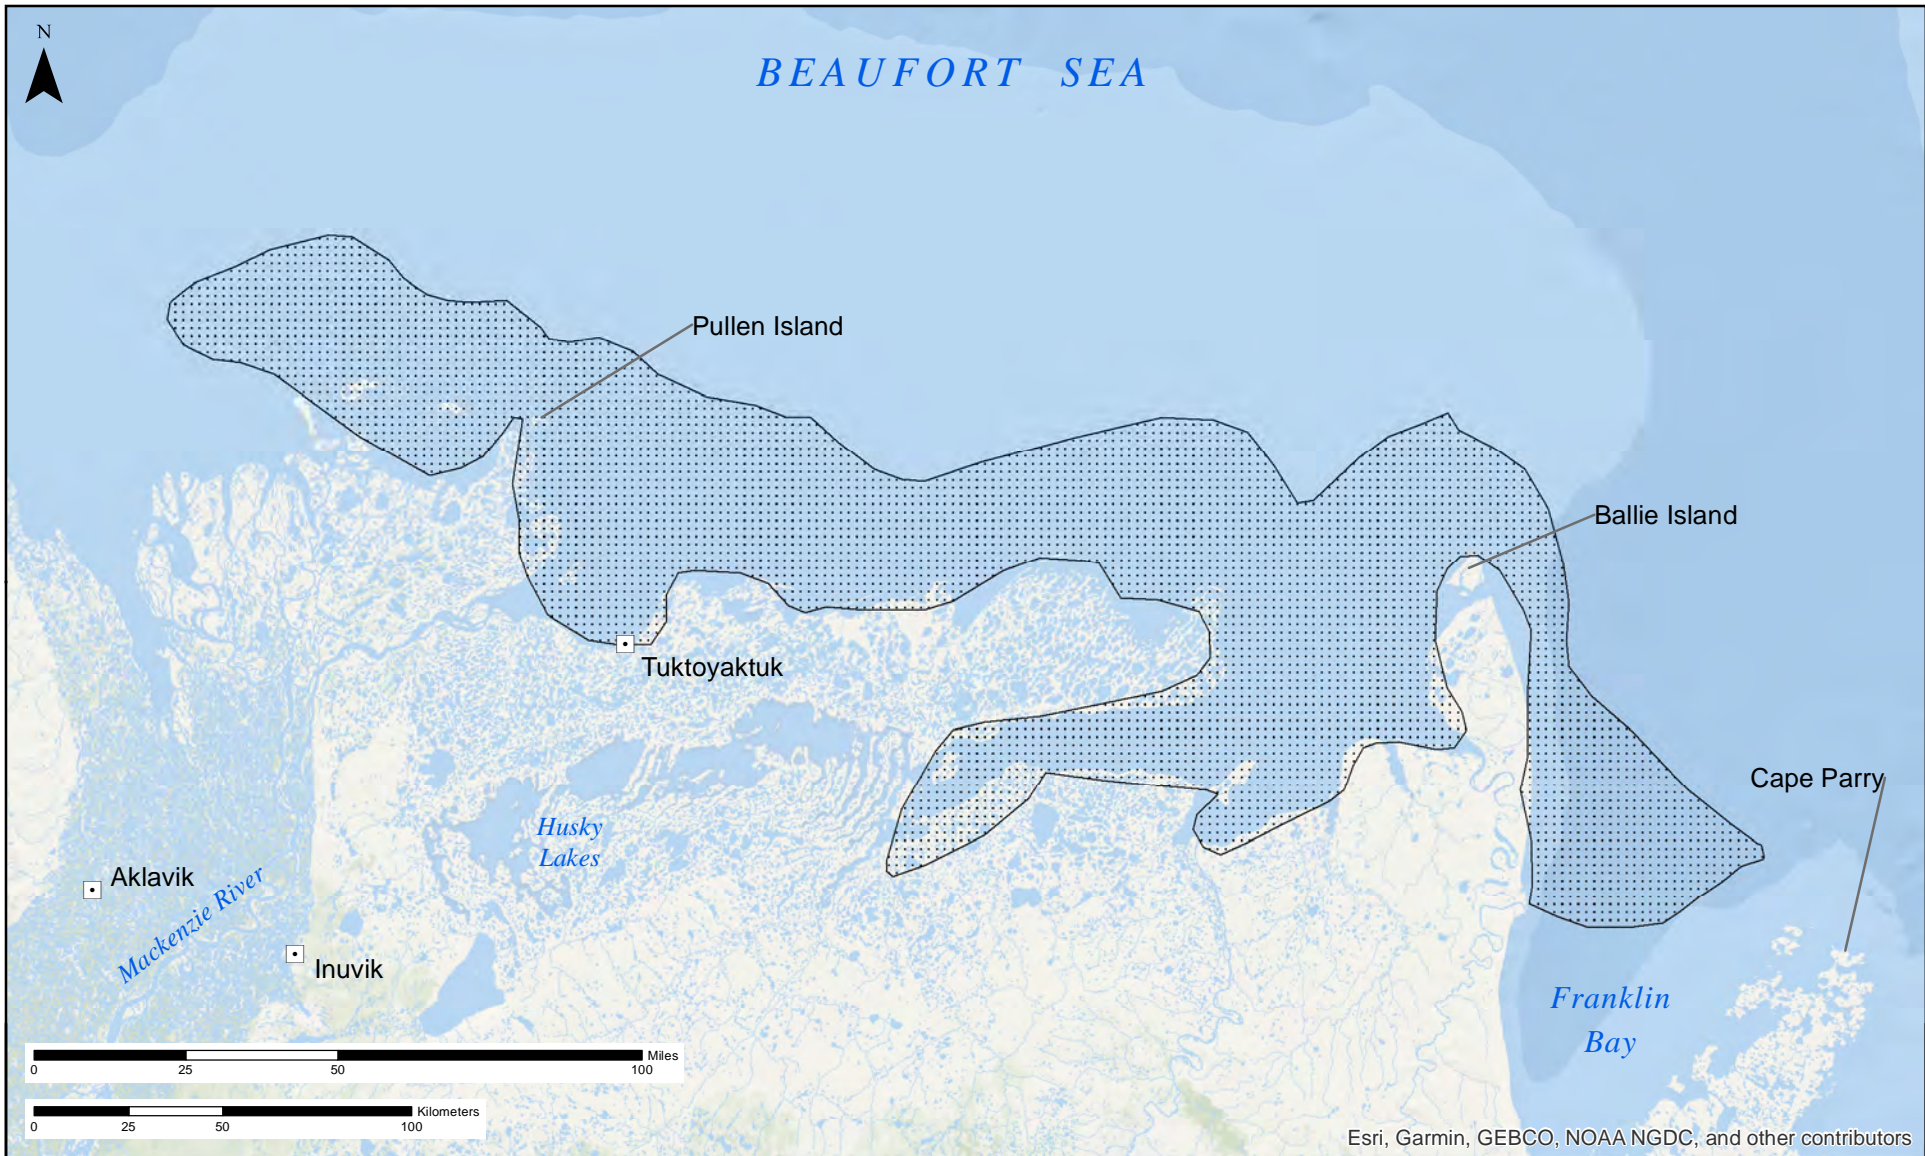 N
BEAUFORT SEA
Pullen Island
Ballie Island
Tuktoyaktuk
Cape Parry
Husky
Lakes
Aklavik
Mackenzie River
Inuvik
Franklin
Bay
Miles
0 25 50 100
Kilometers
0 25 50 100
Esri, Garmin, GEBCO, NOAA NGDC, and other contributors